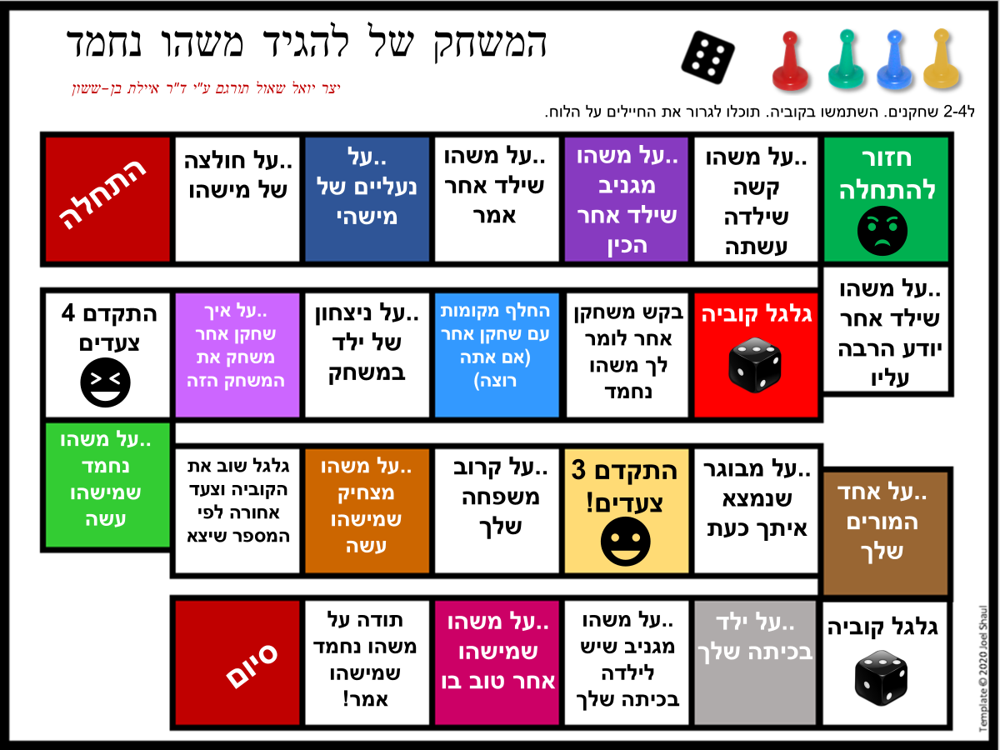 המשחק של להגיד משהו נחמד
יצר יואל שאול תורגם ע"י ד"ר איילת בן-ששון
ל2-4 שחקנים. השתמשו בקוביה. תוכלו לגרור את החיילים על הלוח.
התחלה
..על חולצה
של מישהו
..על
נעליים של
מישהי
..על משהו
שילד אחר
אמר
..על משהו
מגניב
שילד אחר
הכין
..על משהו
קשה
שילדה
עשתה
חזור
להתחלה
..על משהו
שילד אחר
יודע הרבה
עליו
גלגל קוביה
בקש משחקן
אחר לומר
לך משהו
נחמד
החלף מקומות
עם שחקן אחר
(אם אתה
רוצה)
..על ניצחון
של ילד
במשחק
..על איך
שחקן אחר
משחק את
המשחק הזה
התקדם 4
צעדים
..על משהו
נחמד
שמישהו
עשה
גלגל שוב את
הקוביה וצעד
אחורה לפי
המספר שיצא
..על משהו
מצחיק
שמישהו
עשה
..על קרוב
משפחה
שלך
התקדם 3
צעדים!
..על מבוגר
שנמצא
איתך כעת
..על אחד
המורים
שלך
גלגל קוביה
..על ילד
בכיתה שלך
..על משהו
מגניב שיש
לילדה
בכיתה שלך
..על משהו
שמישהו
אחר טוב בו
תודה על
משהו נחמד
שמישהו
אמר!
סיום
Template © 2020 Joel Shaul